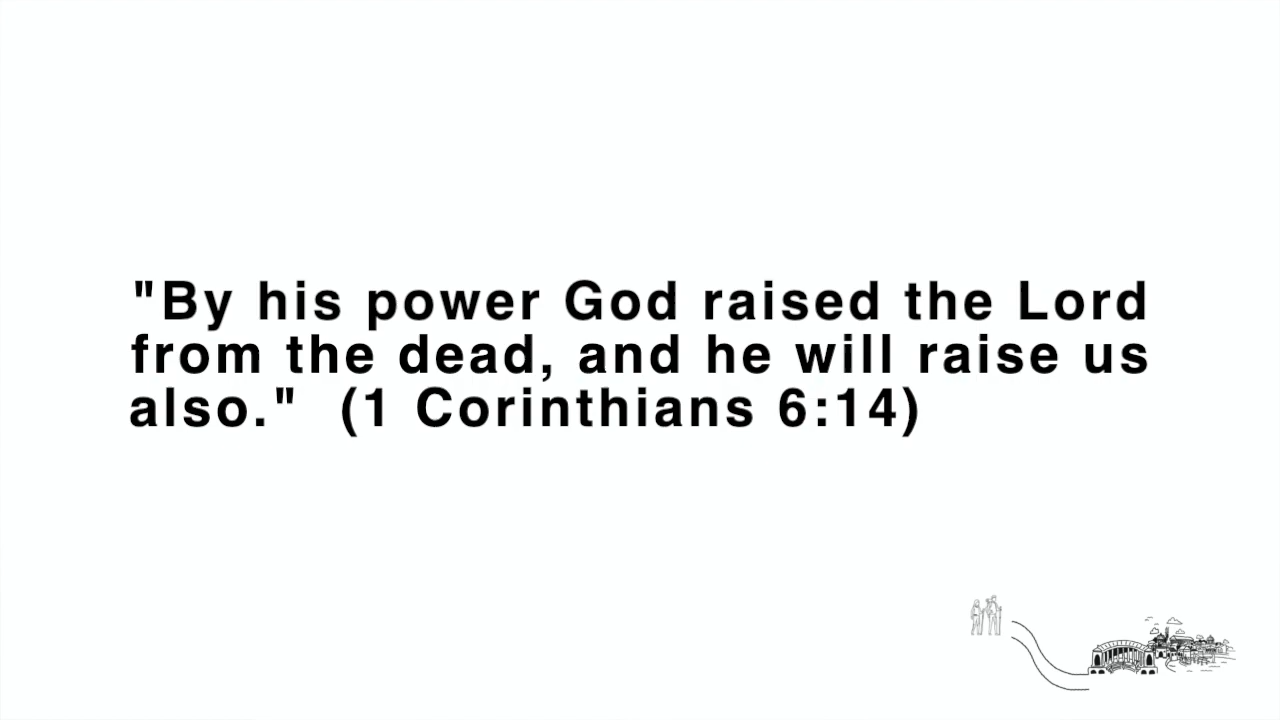 "By his power God raised the Lord
from the dead, and he will raise us
also."  (1 Corinthians 6:14)